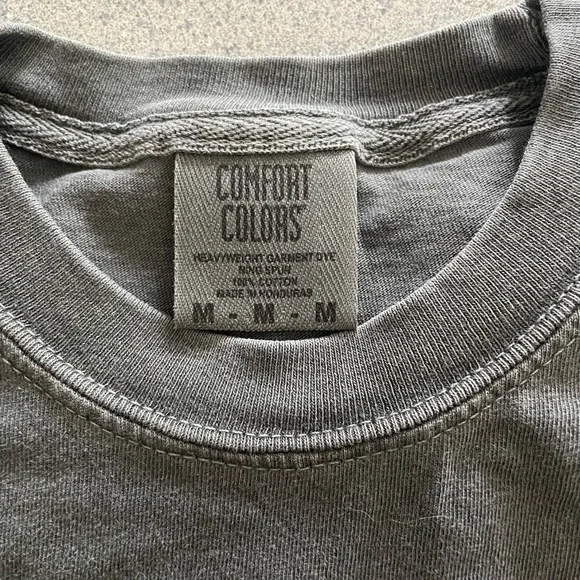 COMFORT
COLORS
HEAVYWEIGHT GARMENT DYE
RING SPUN
100% COTTON
MADE IN HONDURAS
M - M - M